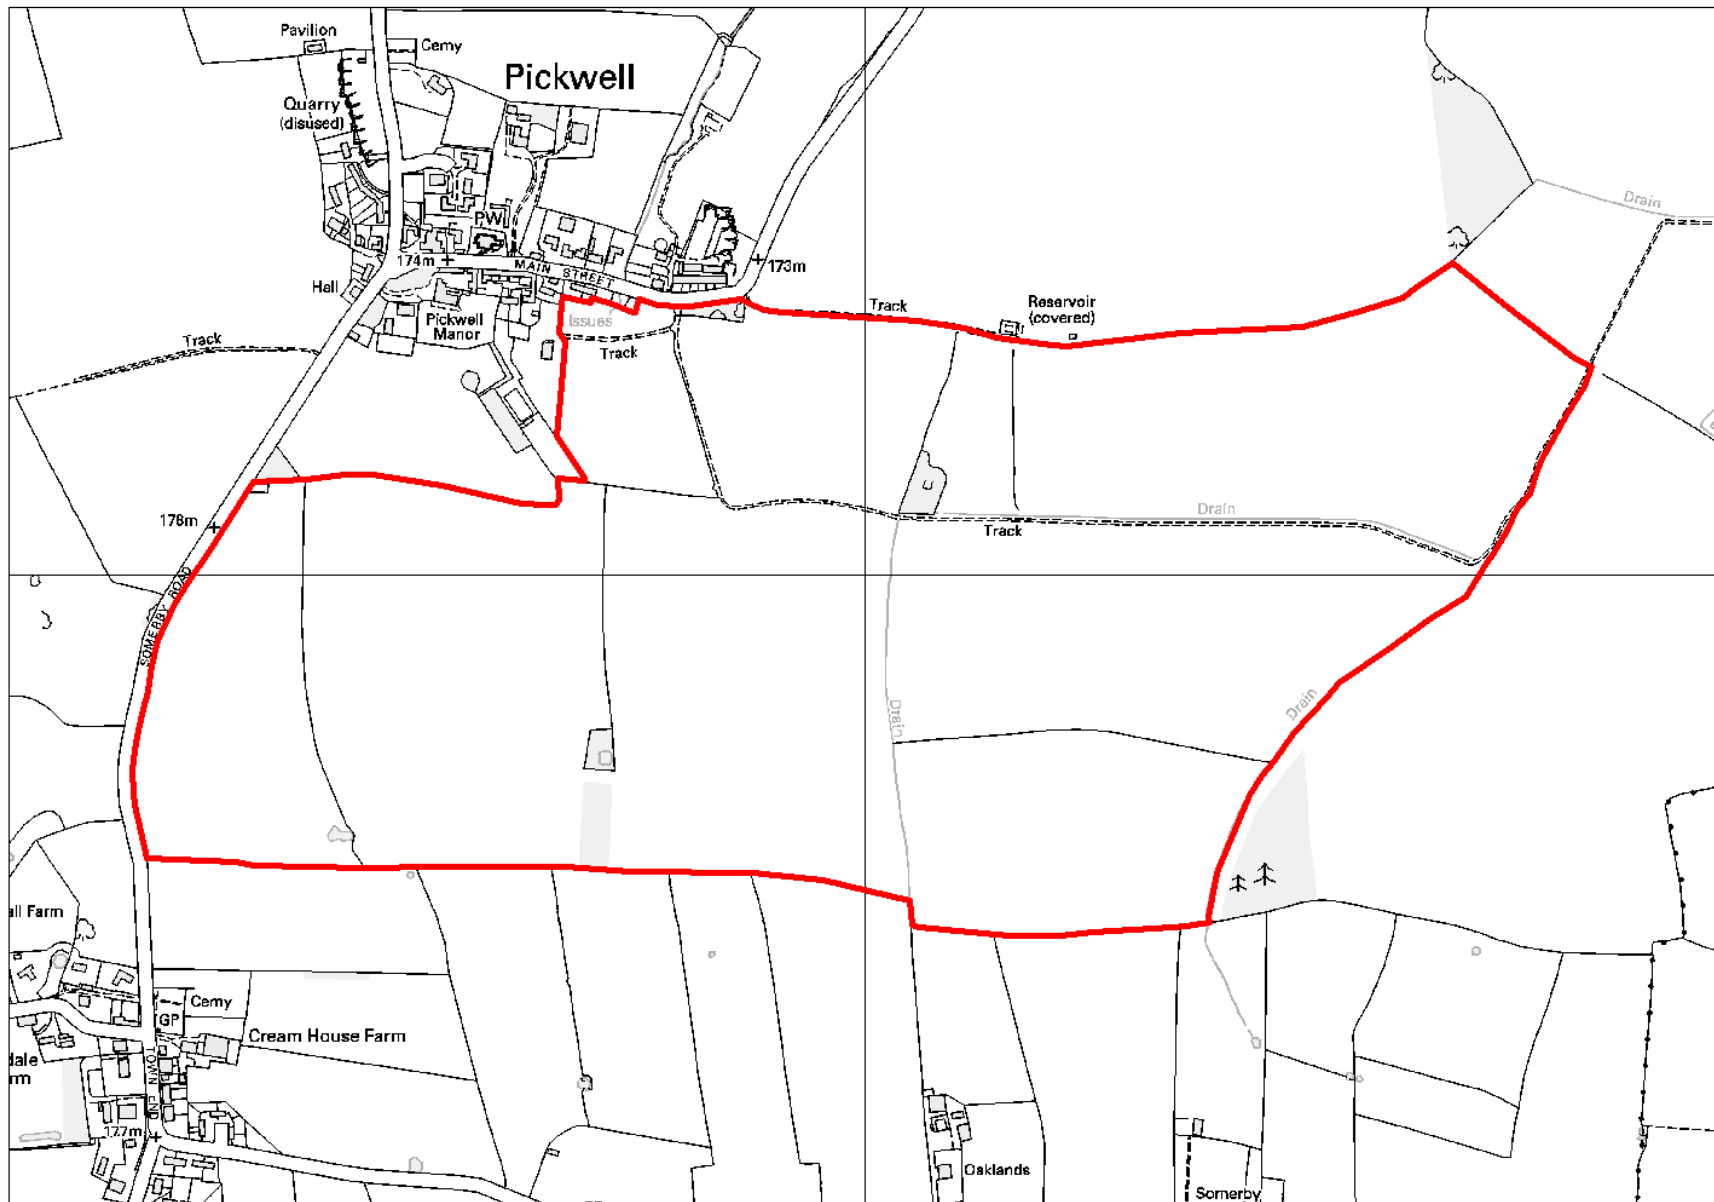 Pavilion
Cemy
Pickwell
Quarry
(disused)
PW
174m
MAIN STREET
173m
Hall
Pickwell
Manor
Issues
Track
Track
Track
Reservoir
(covered)
Drain
178m
Drain
Track
SOMERBY ROAD
Drain
Drain
all Farm
Cemy
GP
Cream House Farm
dale
rm
TOWN END
177m
Oaklands
Somerby